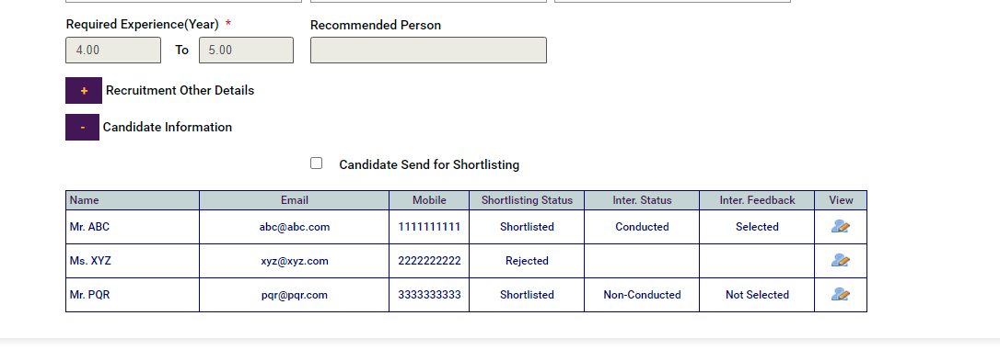 Required Experience(Year) * Recommended Person
4.00 To 5.00
+ Recruitment Other Details
- Candidate Information
Candidate Send for Shortlisting
Name Email Mobile Shortlisting Status Inter. Status Inter. Feedback View
Mr. ABC abc@abc.com 1111111111 Shortlisted Conducted Selected
Ms. XYZ xyz@xyz.com 2222222222 Rejected
Mr. PQR pqr@pqr.com 3333333333 Shortlisted Non-Conducted Not Selected